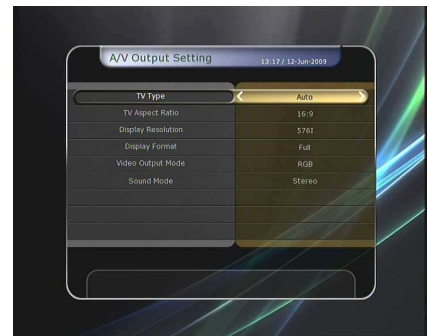 A/V Output Setting 13:17 / 12-Jun-2009
TV Type Auto
TV Aspect Ratio 16:9
Display Resolution 576I
Display Format Full
Video Output Mode RGB
Sound Mode Stereo